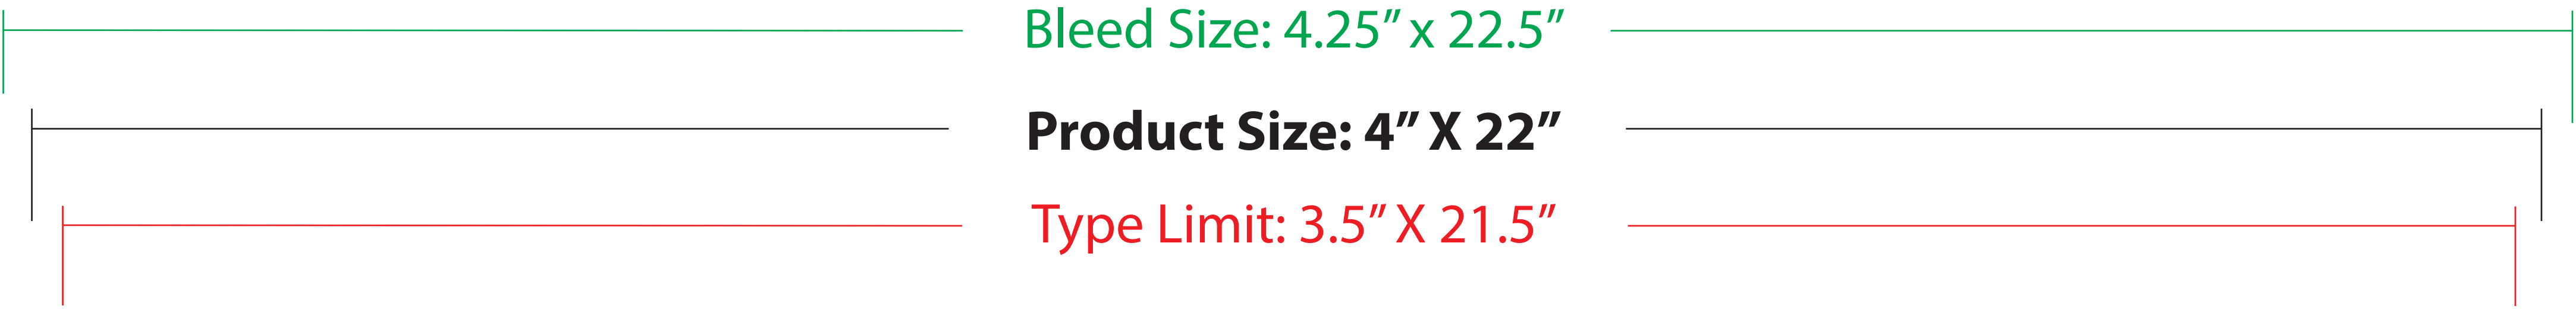 Bleed Size: 4.25” x 22.5”
Product Size: 4” X 22”
Type Limit: 3.5” X 21.5”